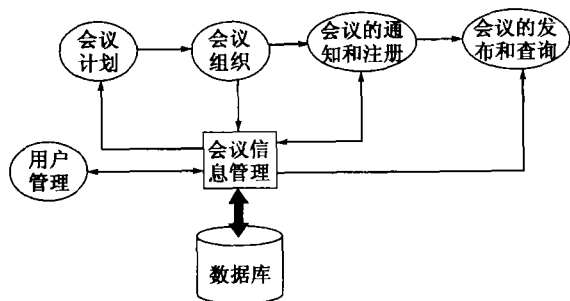 会议
计划
会议
组织
会议的通
知和注册
会议的发
布和查询
用户
管理
会议信
息管理
数据库